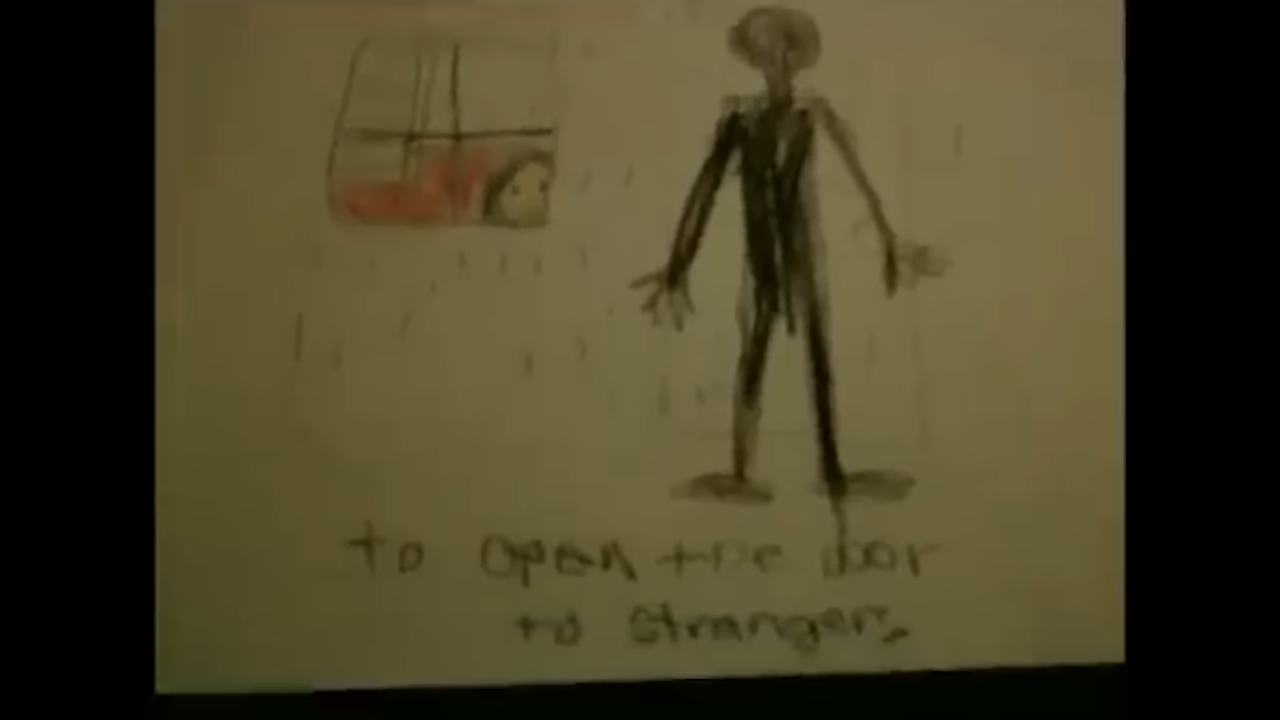 to open the door
to strangers.